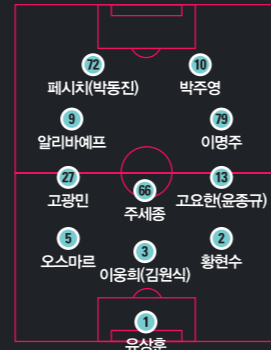 72 10
페시치(박동진) 박주영
9 79
알리바예프 이명주
27 66 13
고광민 주세종 고요한(윤종규)
5 3 2
오스마르 이웅희(김원식) 황현수
1
유상훈